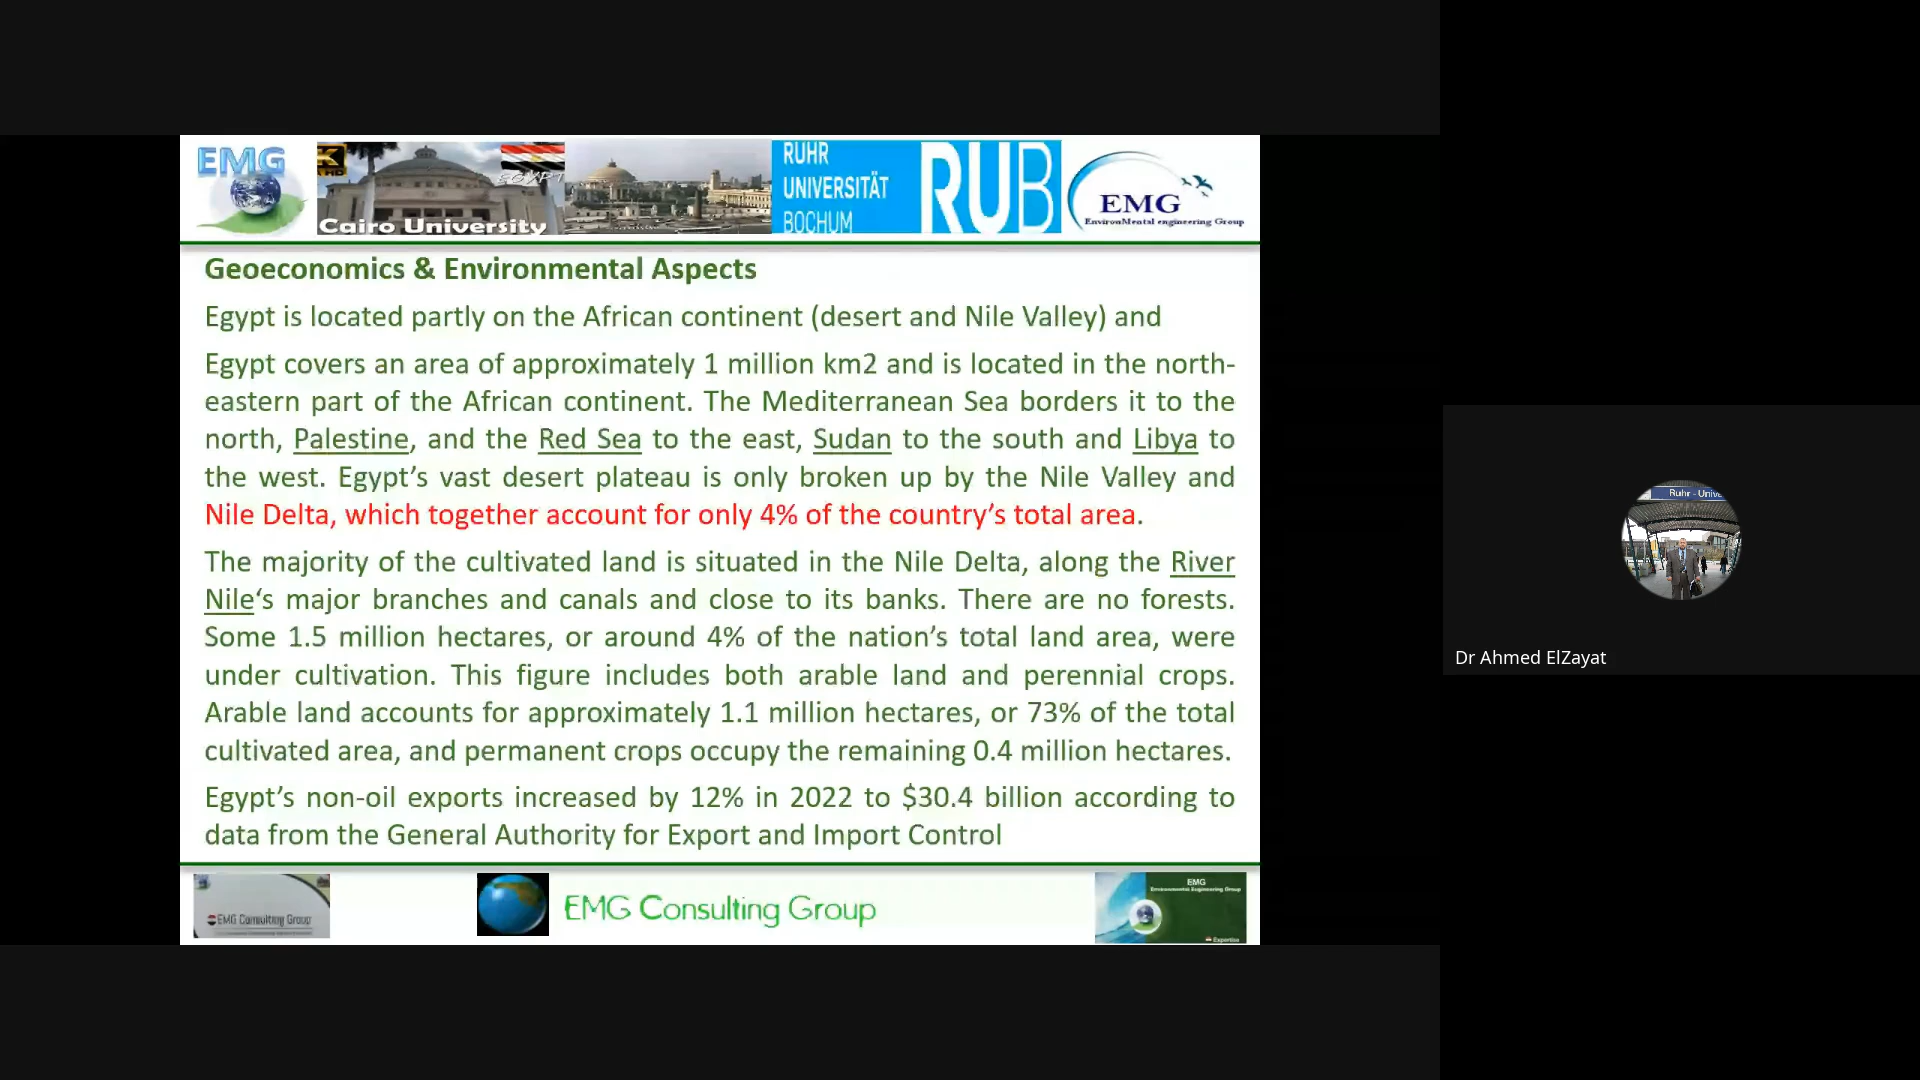 EMG
K
HD
EGYPT
Cairo University
RUHR
UNIVERSITÄT
BOCHUM
RUB
EMG
EnvironMental engineering Group
Geoeconomics & Environmental Aspects
Egypt is located partly on the African continent (desert and Nile Valley) and
Egypt covers an area of approximately 1 million km2 and is located in the north-
eastern part of the African continent. The Mediterranean Sea borders it to the
north, Palestine, and the Red Sea to the east, Sudan to the south and Libya to
the west. Egypt’s vast desert plateau is only broken up by the Nile Valley and
Nile Delta, which together account for only 4% of the country’s total area.
The majority of the cultivated land is situated in the Nile Delta, along the River
Nile‘s major branches and canals and close to its banks. There are no forests.
Some 1.5 million hectares, or around 4% of the nation’s total land area, were
under cultivation. This figure includes both arable land and perennial crops.
Arable land accounts for approximately 1.1 million hectares, or 73% of the total
cultivated area, and permanent crops occupy the remaining 0.4 million hectares.
Egypt’s non-oil exports increased by 12% in 2022 to $30.4 billion according to
data from the General Authority for Export and Import Control
EMG Consulting Group
EMG Consulting Group
EMG
Environmental Engineering Group
Expertise
Ruhr - Unive
Dr Ahmed ElZayat